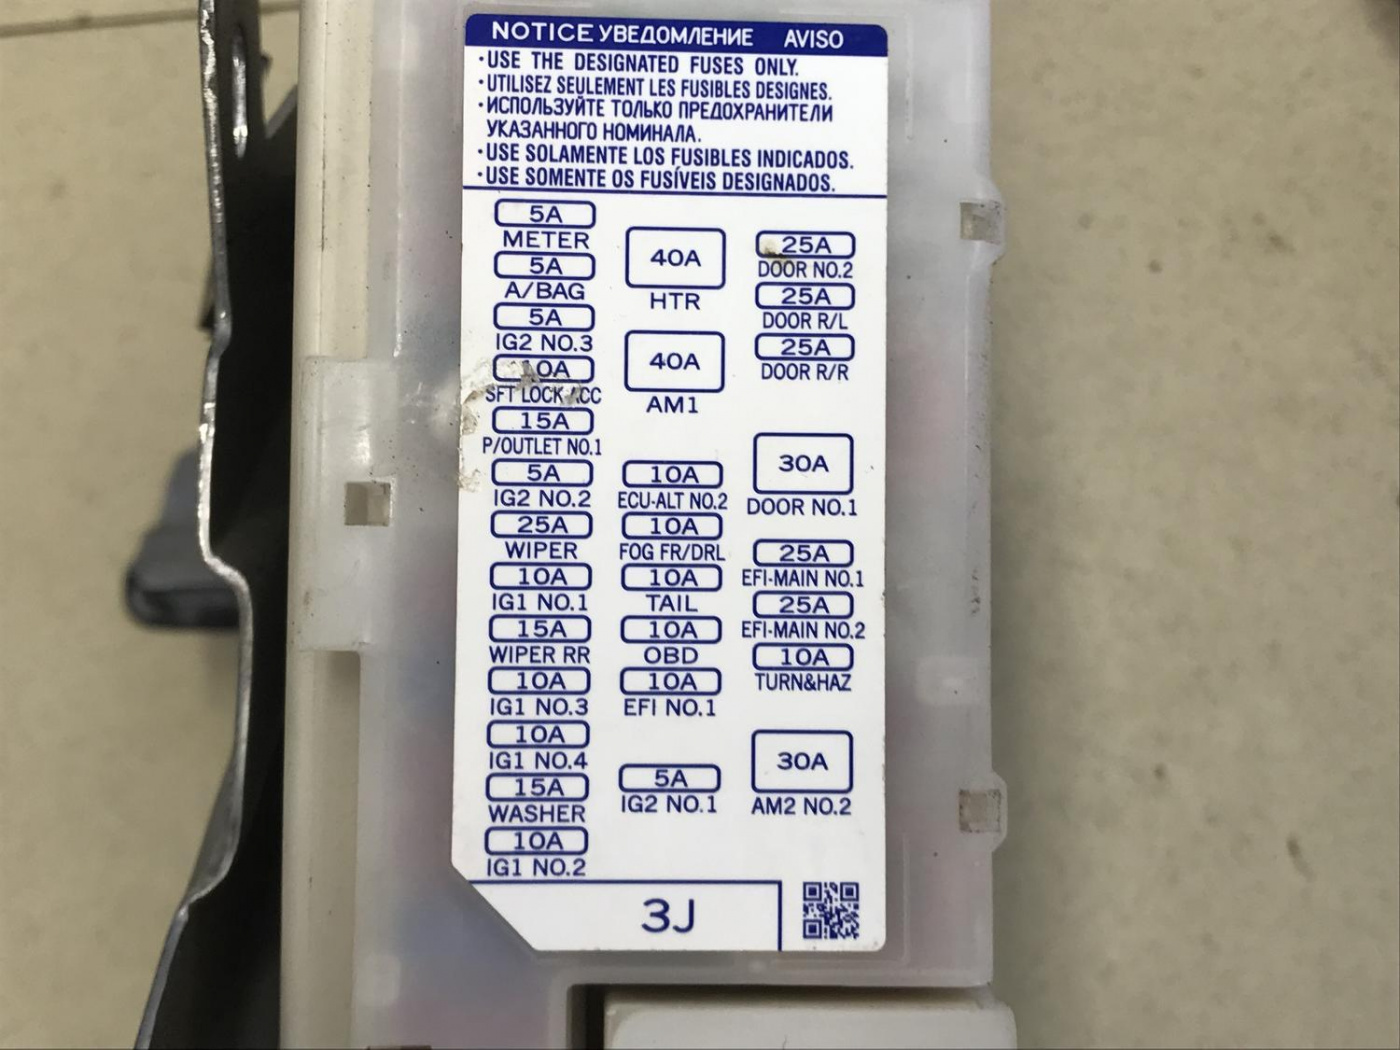 NOTICE УВЕДОМЛЕНИЕ AVISO
·USE THE DESIGNATED FUSES ONLY.
·UTILISEZ SEULEMENT LES FUSIBLES DESIGNES.
·ИСПОЛЬЗУЙТЕ ТОЛЬКО ПРЕДОХРАНИТЕЛИ
УКАЗАННОГО НОМИНАЛА.
·USE SOLAMENTE LOS FUSIBLES INDICADOS.
·USE SOMENTE OS FUSÍVEIS DESIGNADOS.
5A
METER
5A
A/BAG
5A
IG2 NO.3
10A
SFT LOCK ACC
15A
P/OUTLET NO.1
5A
IG2 NO.2
25A
WIPER
10A
IG1 NO.1
15A
WIPER RR
10A
IG1 NO.3
10A
IG1 NO.4
15A
WASHER
10A
IG1 NO.2
40A
HTR
40A
AM1
10A
ECU-ALT NO.2
10A
FOG FR/DRL
10A
TAIL
10A
OBD
10A
EFI NO.1
5A
IG2 NO.1
25A
DOOR NO.2
25A
DOOR R/L
25A
DOOR R/R
30A
DOOR NO.1
25A
EFI-MAIN NO.1
25A
EFI-MAIN NO.2
10A
TURN&HAZ
30A
AM2 NO.2
3J